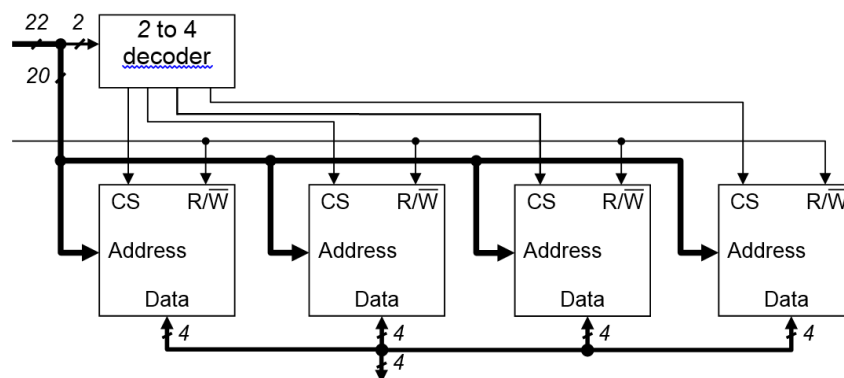 22
2
2 to 4
decoder
20
CS R/W̅
CS R/W̅
CS R/W̅
CS R/W̅
Address
Address
Address
Address
Data
Data
Data
Data
4
4
4
4
4